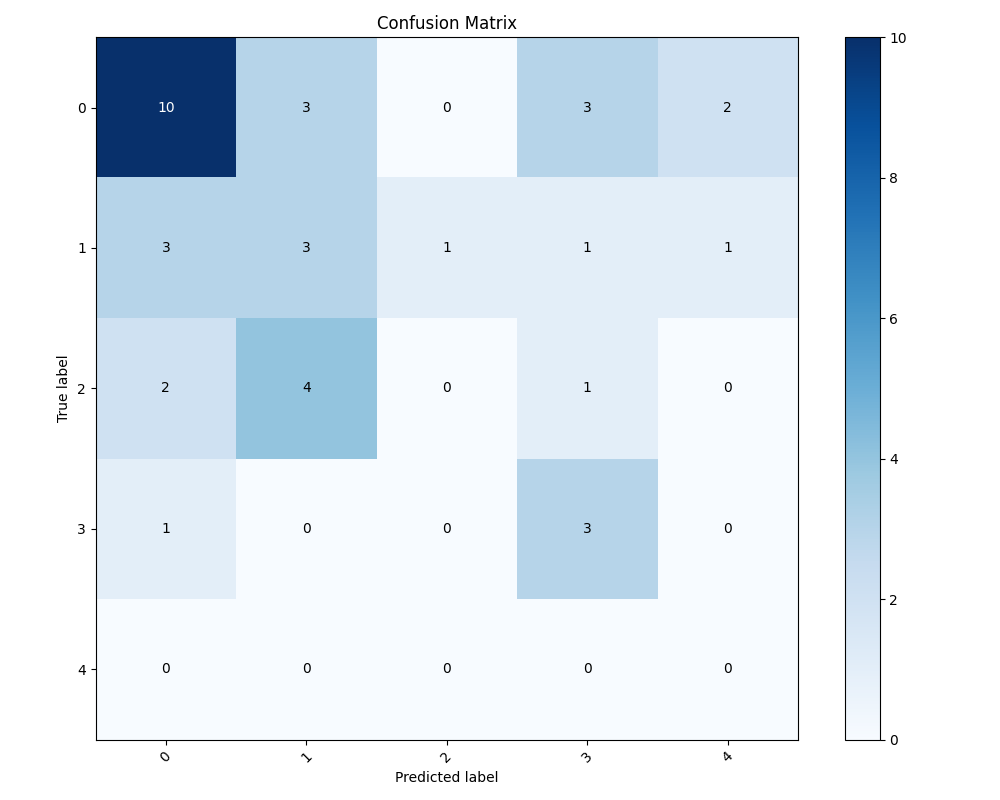 Confusion Matrix
True label
0 10 3 0 3 2
1 3 3 1 1 1
2 2 4 0 1 0
3 1 0 0 3 0
4 0 0 0 0 0
0 1 2 3 4
Predicted label
10
8
6
4
2
0